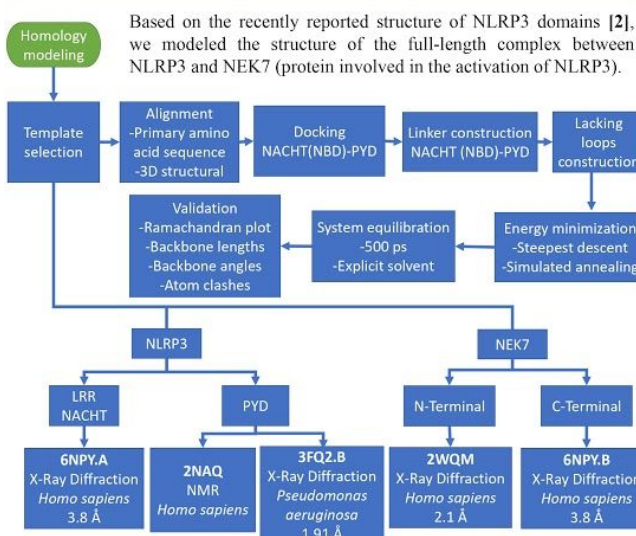 Homology
modeling
Based on the recently reported structure of NLRP3 domains [2],
we modeled the structure of the full-length complex between
NLRP3 and NEK7 (protein involved in the activation of NLRP3).
Template
selection
Alignment
-Primary amino
acid sequence
-3D structural
Docking
NACHT(NBD)-PYD
Linker construction
NACHT (NBD)-PYD
Lacking
loops
construction
Energy minimization
-Steepest descent
-Simulated annealing
System equilibration
-500 ps
-Explicit solvent
Validation
-Ramachandran plot
-Backbone lengths
-Backbone angles
-Atom clashes
NLRP3
NEK7
LRR
NACHT
PYD
N-Terminal
C-Terminal
6NPY.A
X-Ray Diffraction
Homo sapiens
3.8 Å
2NAQ
NMR
Homo sapiens
3FQ2.B
X-Ray Diffraction
Pseudomonas
aeruginosa
1.91 Å
2WQM
X-Ray Diffraction
Homo sapiens
2.1 Å
6NPY.B
X-Ray Diffraction
Homo sapiens
3.8 Å